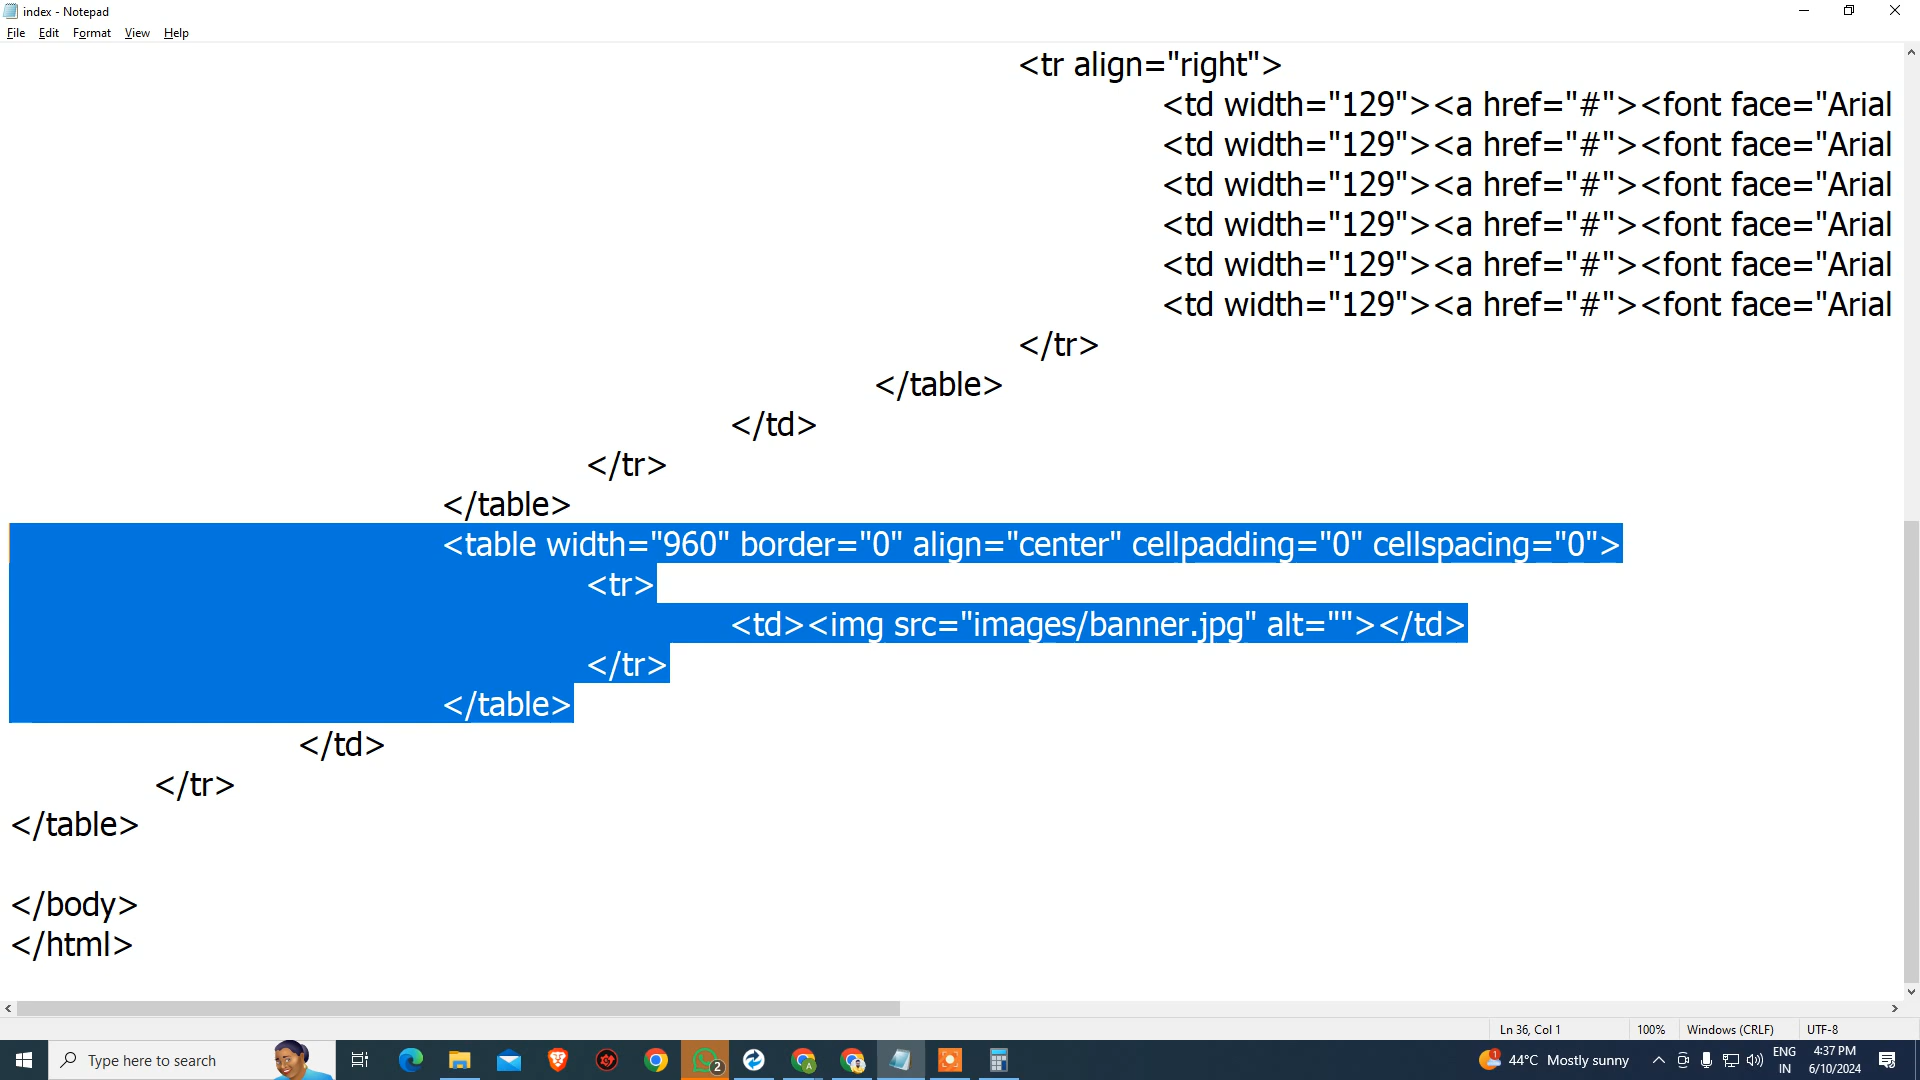 index - Notepad
File Edit Format View Help
<tr align="right">
<td width="129"><a href="#"><font face="Arial
<td width="129"><a href="#"><font face="Arial
<td width="129"><a href="#"><font face="Arial
<td width="129"><a href="#"><font face="Arial
<td width="129"><a href="#"><font face="Arial
<td width="129"><a href="#"><font face="Arial
</tr>
</table>
</td>
</tr>
</table>
<table width="960" border="0" align="center" cellpadding="0" cellspacing="0">
<tr>
<td><img src="images/banner.jpg" alt=""></td>
</tr>
</table>
</td>
</tr>
</table>
</body>
</html>
Ln 36, Col 1 100% Windows (CRLF) UTF-8
Type here to search 2 A 1 44°C Mostly sunny ENG IN 4:37 PM 6/10/2024